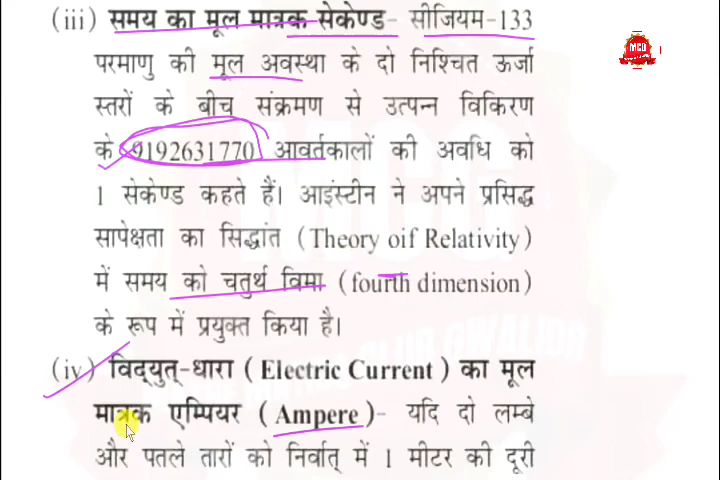 (iii) समय का मूल मात्रक सेकेण्ड- सीजियम-133
परमाणु की मूल अवस्था के दो निश्चित ऊर्जा
स्तरों के बीच संक्रमण से उत्पन्न विकिरण
के 9192631770 आवर्तकालों की अवधि को
1 सेकेण्ड कहते हैं। आइंस्टीन ने अपने प्रसिद्ध
सापेक्षता का सिद्धांत (Theory oif Relativity)
में समय को चतुर्थ विमा (fourth dimension)
के रूप में प्रयुक्त किया है।
(iv) विद्युत्-धारा (Electric Current) का मूल
मात्रक एम्पियर (Ampere)- यदि दो लम्बे
और पतले तारों को निर्वात् में 1 मीटर की दूरी
MCG